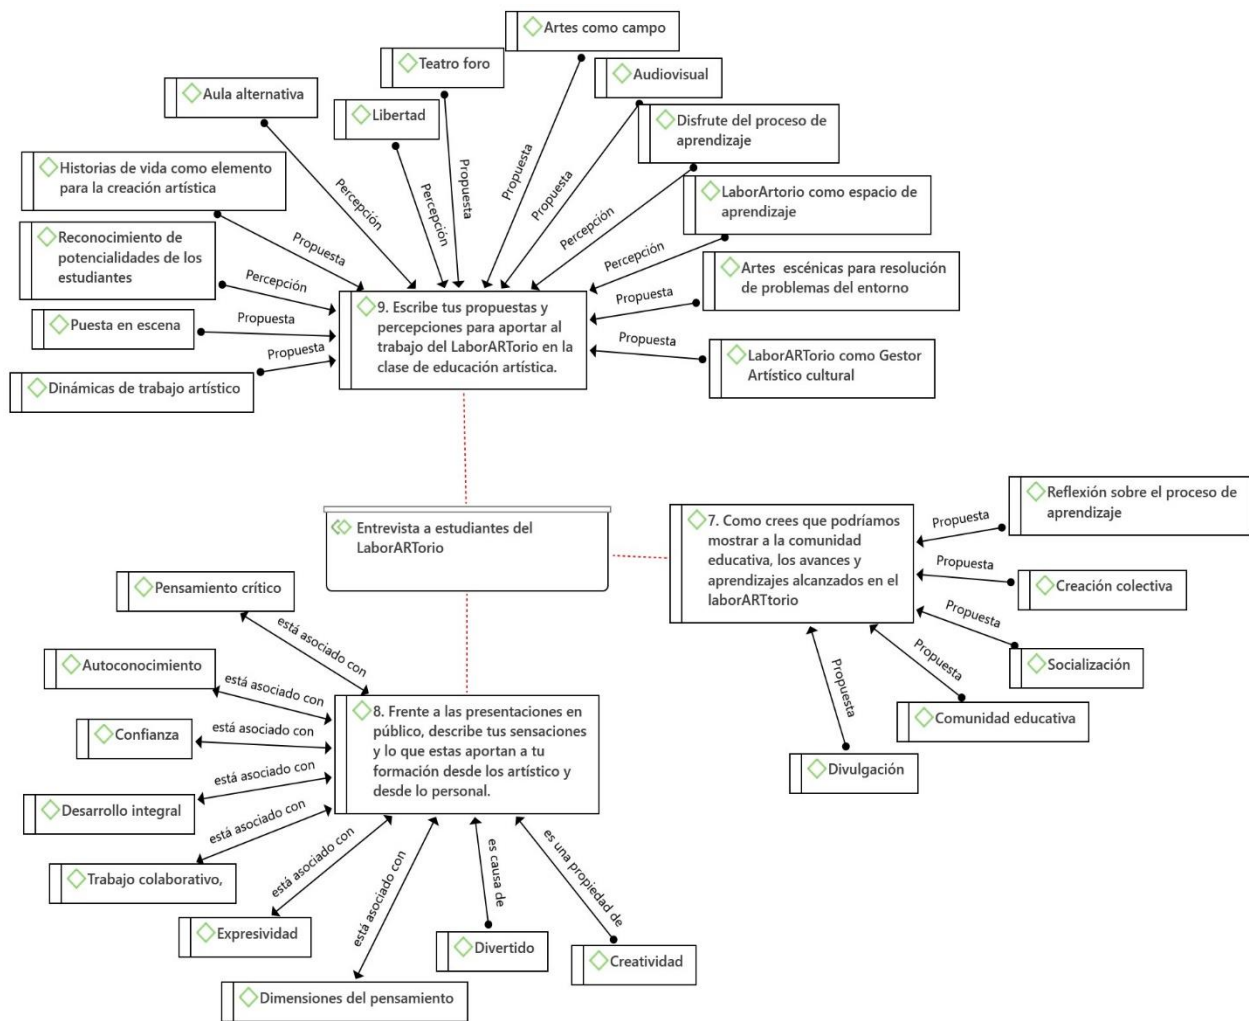 Artes como campo
Teatro foro
Audiovisual
Aula alternativa
Libertad
Disfrute del proceso de
aprendizaje
Historias de vida como elemento
para la creación artística
LaborArtorio como espacio de
aprendizaje
Reconocimiento de
potencialidades de los
estudiantes
Artes escénicas para resolución
de problemas del entorno
Puesta en escena
LaborARTorio como Gestor
Artístico cultural
Dinámicas de trabajo artístico
Propuesta
Propuesta
Percepción
Propuesta
Percepción
Percepción
Propuesta
Propuesta
Propuesta
Percepción
Percepción
Propuesta
Propuesta
9. Escribe tus propuestas y
percepciones para aportar al
trabajo del LaborARTorio en la
clase de educación artística.
Entrevista a estudiantes del
LaborARTorio
7. Como crees que podríamos
mostrar a la comunidad
educativa, los avances y
aprendizajes alcanzados en el
laborARTtorio
Propuesta
Propuesta
Propuesta
Propuesta
Propuesta
Reflexión sobre el proceso de
aprendizaje
Creación colectiva
Socialización
Comunidad educativa
Divulgación
Pensamiento crítico
Autoconocimiento
Confianza
Desarrollo integral
Trabajo colaborativo,
Expresividad
Dimensiones del pensamiento
Divertido
Creatividad
está asociado con
está asociado con
está asociado con
está asociado con
está asociado con
está asociado con
está asociado con
es causa de
es una propiedad de
8. Frente a las presentaciones en
público, describe tus sensaciones
y lo que estas aportan a tu
formación desde los artístico y
desde lo personal.